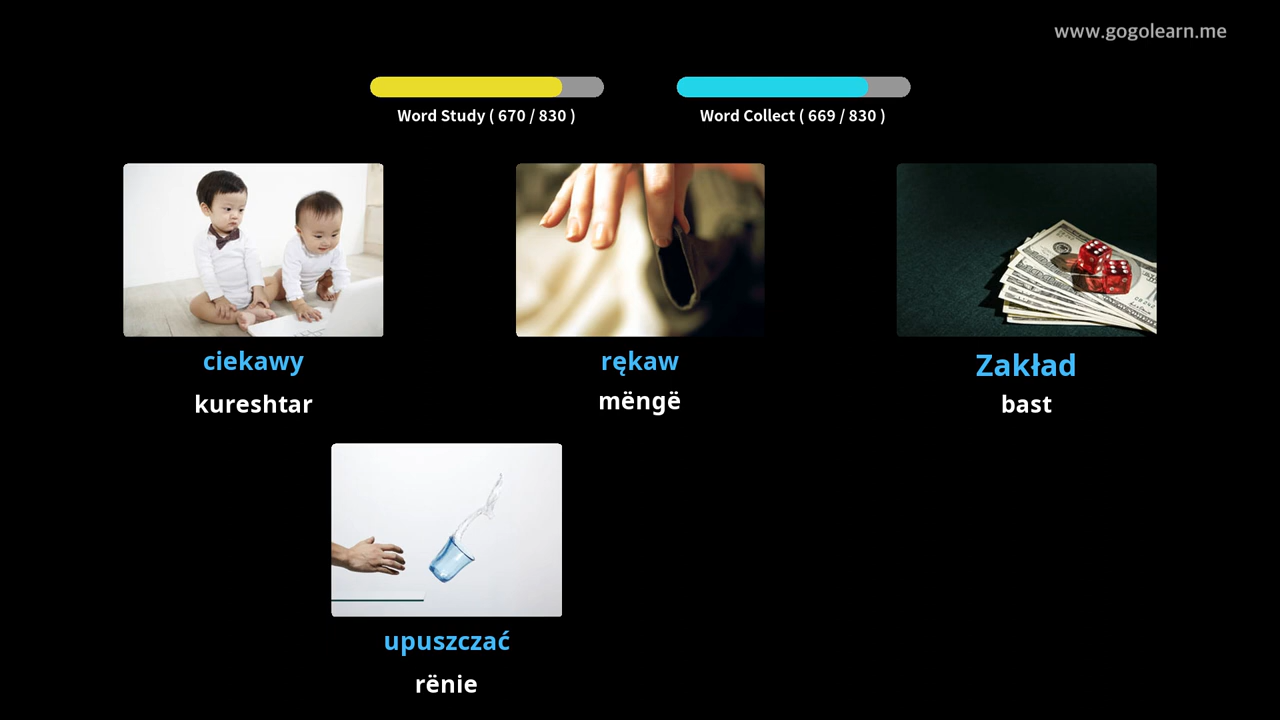 www.gogolearn.me
Word Study ( 670 / 830 )
Word Collect ( 669 / 830 )
ciekawy
kureshtar
rękaw
mëngë
Zakład
bast
upuszczać
rënie